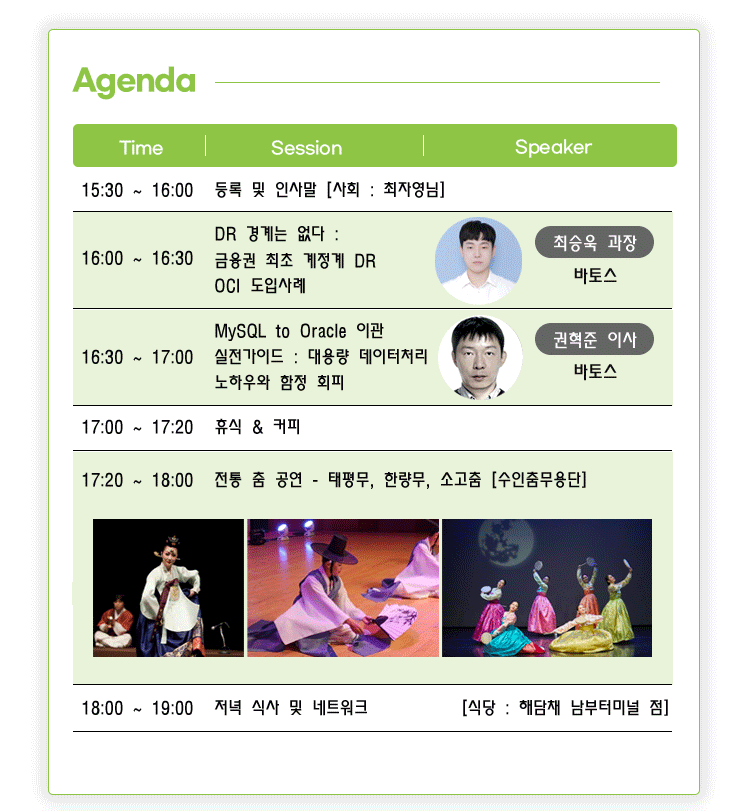 Agenda
Time Session Speaker
15:30 ~ 16:00 등록 및 인사말 [사회 : 최자영님]
16:00 ~ 16:30 DR 경계는 없다 :
금융권 최초 계정계 DR
OCI 도입사례
최승욱 과장
바토스
16:30 ~ 17:00 MySQL to Oracle 이관
실전가이드 : 대용량 데이터처리
노하우와 함정 회피
권혁준 이사
바토스
17:00 ~ 17:20 휴식 & 커피
17:20 ~ 18:00 전통 춤 공연 - 태평무, 한량무, 소고춤 [수인춤무용단]
18:00 ~ 19:00 저녁 식사 및 네트워크 [식당 : 해담채 남부터미널 점]